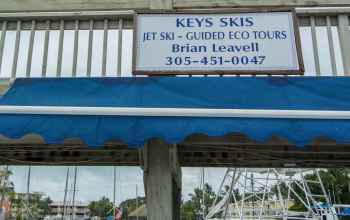 KEYS SKIS
JET SKI - GUIDED ECO TOURS
Brian Leavell
305-451-0047